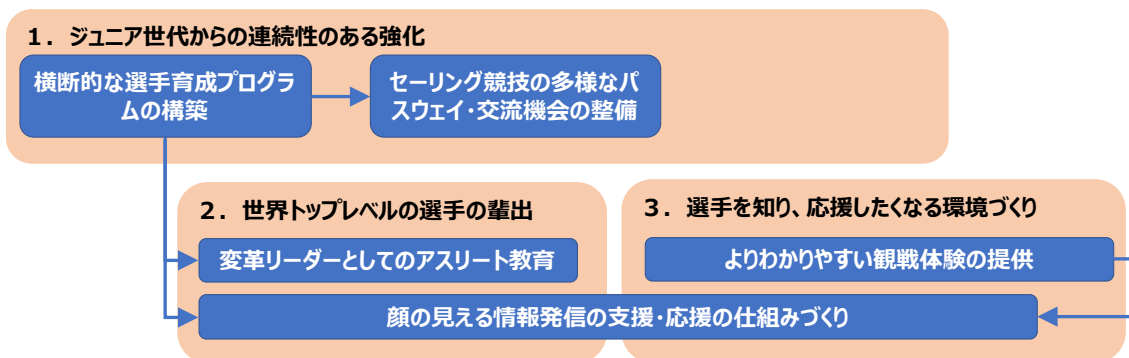 1．ジュニア世代からの連続性のある強化
横断的な選手育成プログラ
ムの構築
セーリング競技の多様なパ
スウェイ・交流機会の整備
2．世界トップレベルの選手の輩出
変革リーダーとしてのアスリート教育
3．選手を知り、応援したくなる環境づくり
よりわかりやすい観戦体験の提供
顔の見える情報発信の支援・応援の仕組みづくり